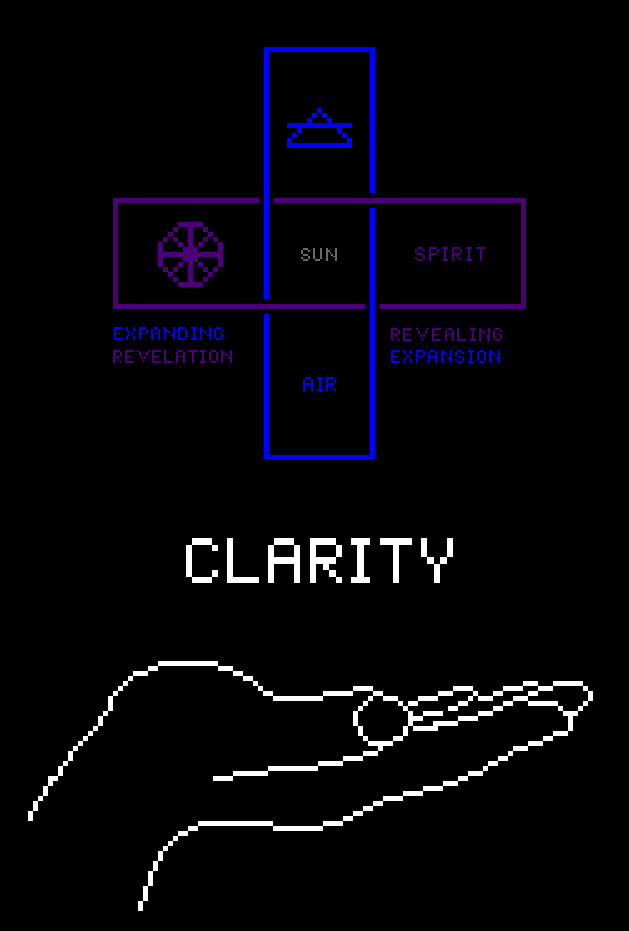 SUN
SPIRIT
EXPANDING
REVELATION
REVEALING
EXPANSION
AIR
CLARITY